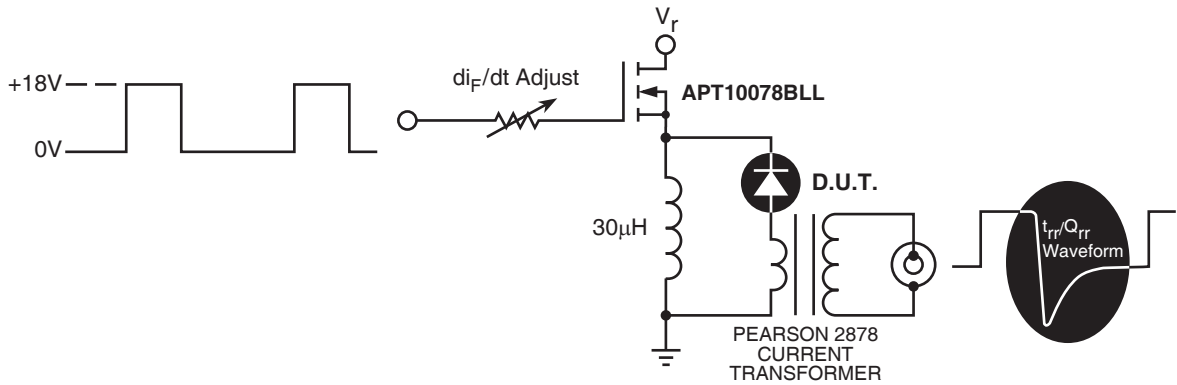 V_r
+18V
di_F/dt Adjust
APT10078BLL
0V
D.U.T.
30μH
t_rr/Q_rr
Waveform
PEARSON 2878
CURRENT
TRANSFORMER